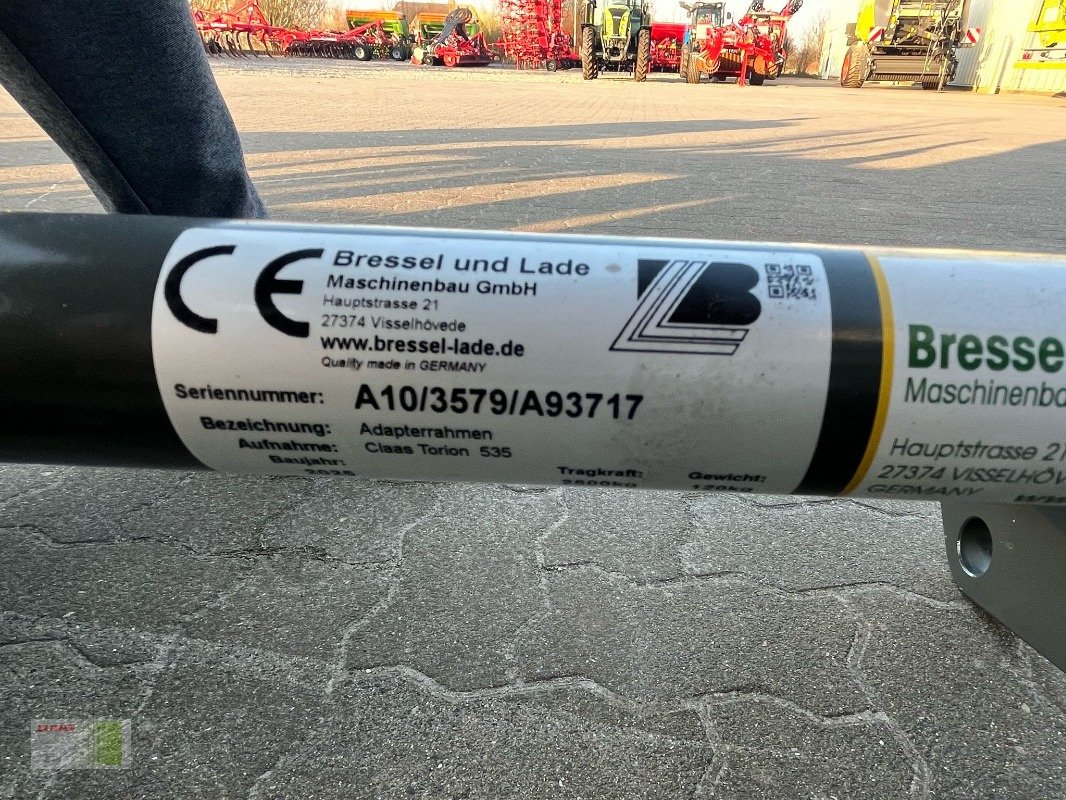 CE
Bressel und Lade
Maschinenbau GmbH
Hauptstrasse 21
27374 Visselhövede
www.bressel-lade.de
Quality made in GERMANY
Seriennummer: A10/3579/A93717
Bezeichnung: Adapterrahmen
Aufnahme: Claas Torion 535
Baujahr:
Tragkraft: Gewicht:
Bresse
Maschinenba
Hauptstrasse 21
27374 VISSELHÖV
GERMANY